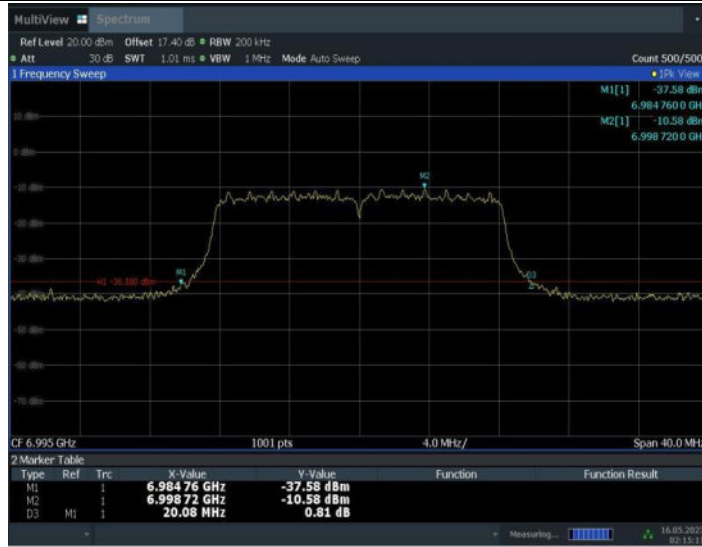 MultiView Spectrum
Ref Level 20.00 dBm Offset 17.40 dB RBW 200 kHz
Att 30 dB SWT 1.01 ms VBW 1 MHz Mode Auto Sweep Count 500/500
1 Frequency Sweep 1Pk View
M1[1] -37.58 dBm
6.984 760 0 GH
M2[1] -10.58 dBm
6.998 720 0 GH
10 dBm
0 dBm
-10 dBm
M2
-20 dBm
-30 dBm
M1
D3
-50 dBm
-60 dBm
-70 dBm
CF 6.995 GHz 1001 pts 4.0 MHz/ Span 40.0 MHz
2 Marker Table
Type Ref Trc X-Value Y-Value Function Function Result
M1 1 6.984 76 GHz -37.58 dBm
M2 1 6.998 72 GHz -10.58 dBm
D3 M1 1 20.08 MHz 0.81 dB
Measuring... 16.05.202
02:15:1